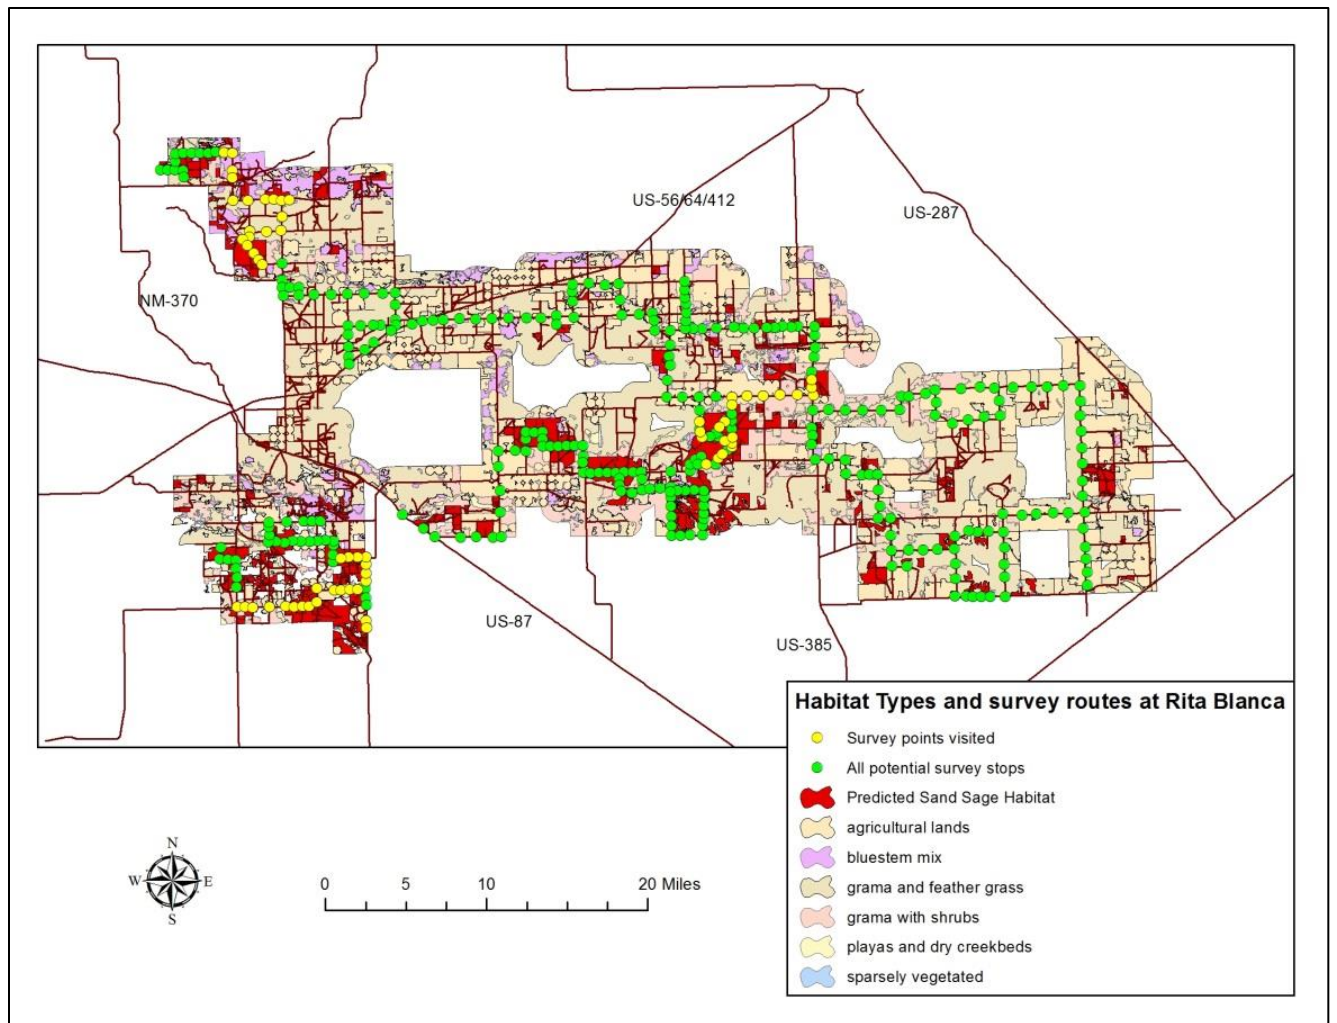 US-56/64/412
US-287
NM-370
US-87
US-385
Habitat Types and survey routes at Rita Blanca
Survey points visited
All potential survey stops
Predicted Sand Sage Habitat
agricultural lands
bluestem mix
grama and feather grass
grama with shrubs
playas and dry creekbeds
sparsely vegetated
N
W E
S
0 5 10 20 Miles